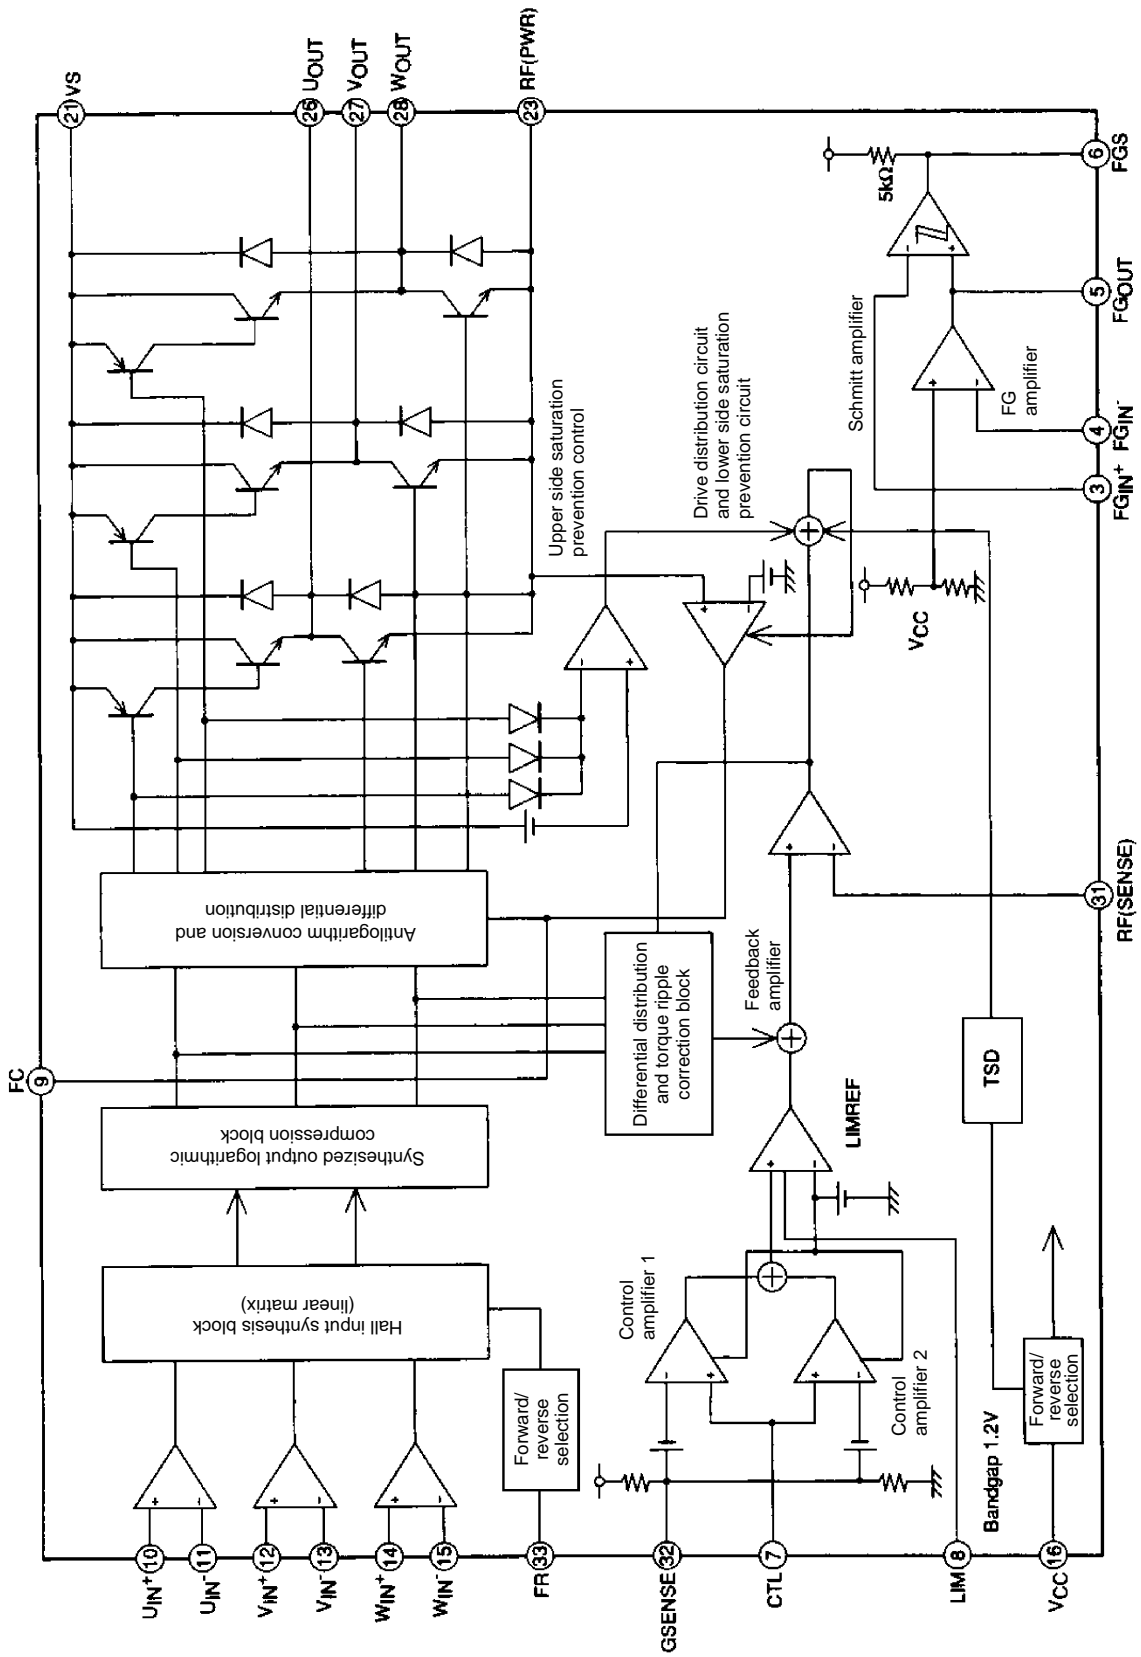 VS
21
UOUT
26
VOUT
27
WOUT
28
RF(PWR)
23
FC
9
UIN+
10
UIN-
11
VIN+
12
VIN-
13
WIN+
14
WIN-
15
FR
33
GSENSE
32
CTL
7
LIM
8
VCC
16
RF(SENSE)
31
FGIN+
3
FGIN-
4
FGOUT
5
FGS
6
Hall input synthesis block
(linear matrix)
Synthesized output logarithmic
compression block
Antilogarithm conversion and
differential distribution
Forward/
reverse
selection
Differential distribution
and torque ripple
correction block
Upper side saturation
prevention control
Drive distribution circuit
and lower side saturation
prevention circuit
Feedback
amplifier
LIMREF
Control
amplifier 1
Control
amplifier 2
TSD
Bandgap 1.2V
Forward/
reverse
selection
VCC
Schmitt amplifier
FG
amplifier
5kΩ
+
-
+
-
+
-
+
-
+
-
+
-
+
-
+
-
+
-
+
-
+
-